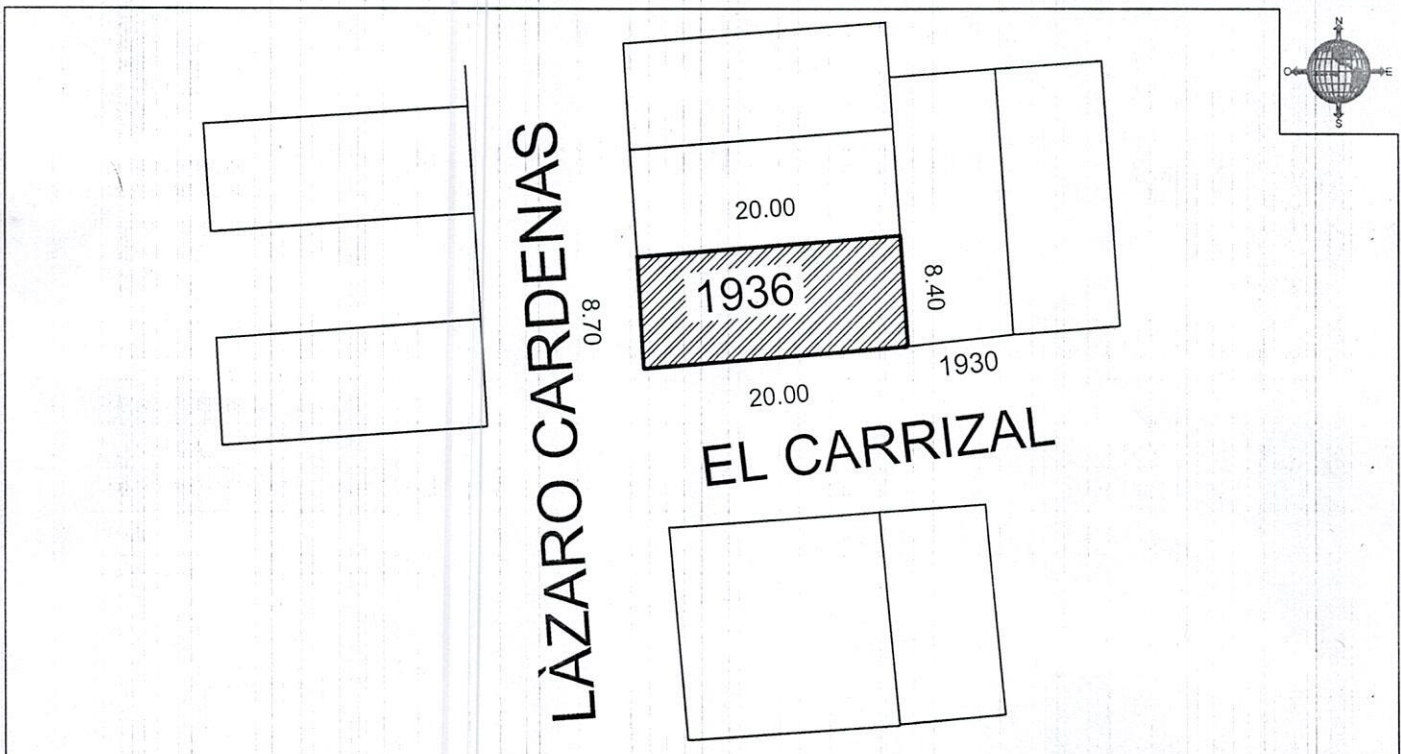 N
O
E
S
20.00
1936
8.40
8.70
1930
20.00
EL CARRIZAL
LÀZARO CARDENAS